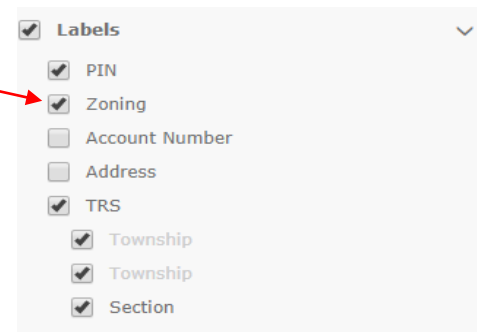 Labels
PIN
Zoning
Account Number
Address
TRS
Township
Township
Section